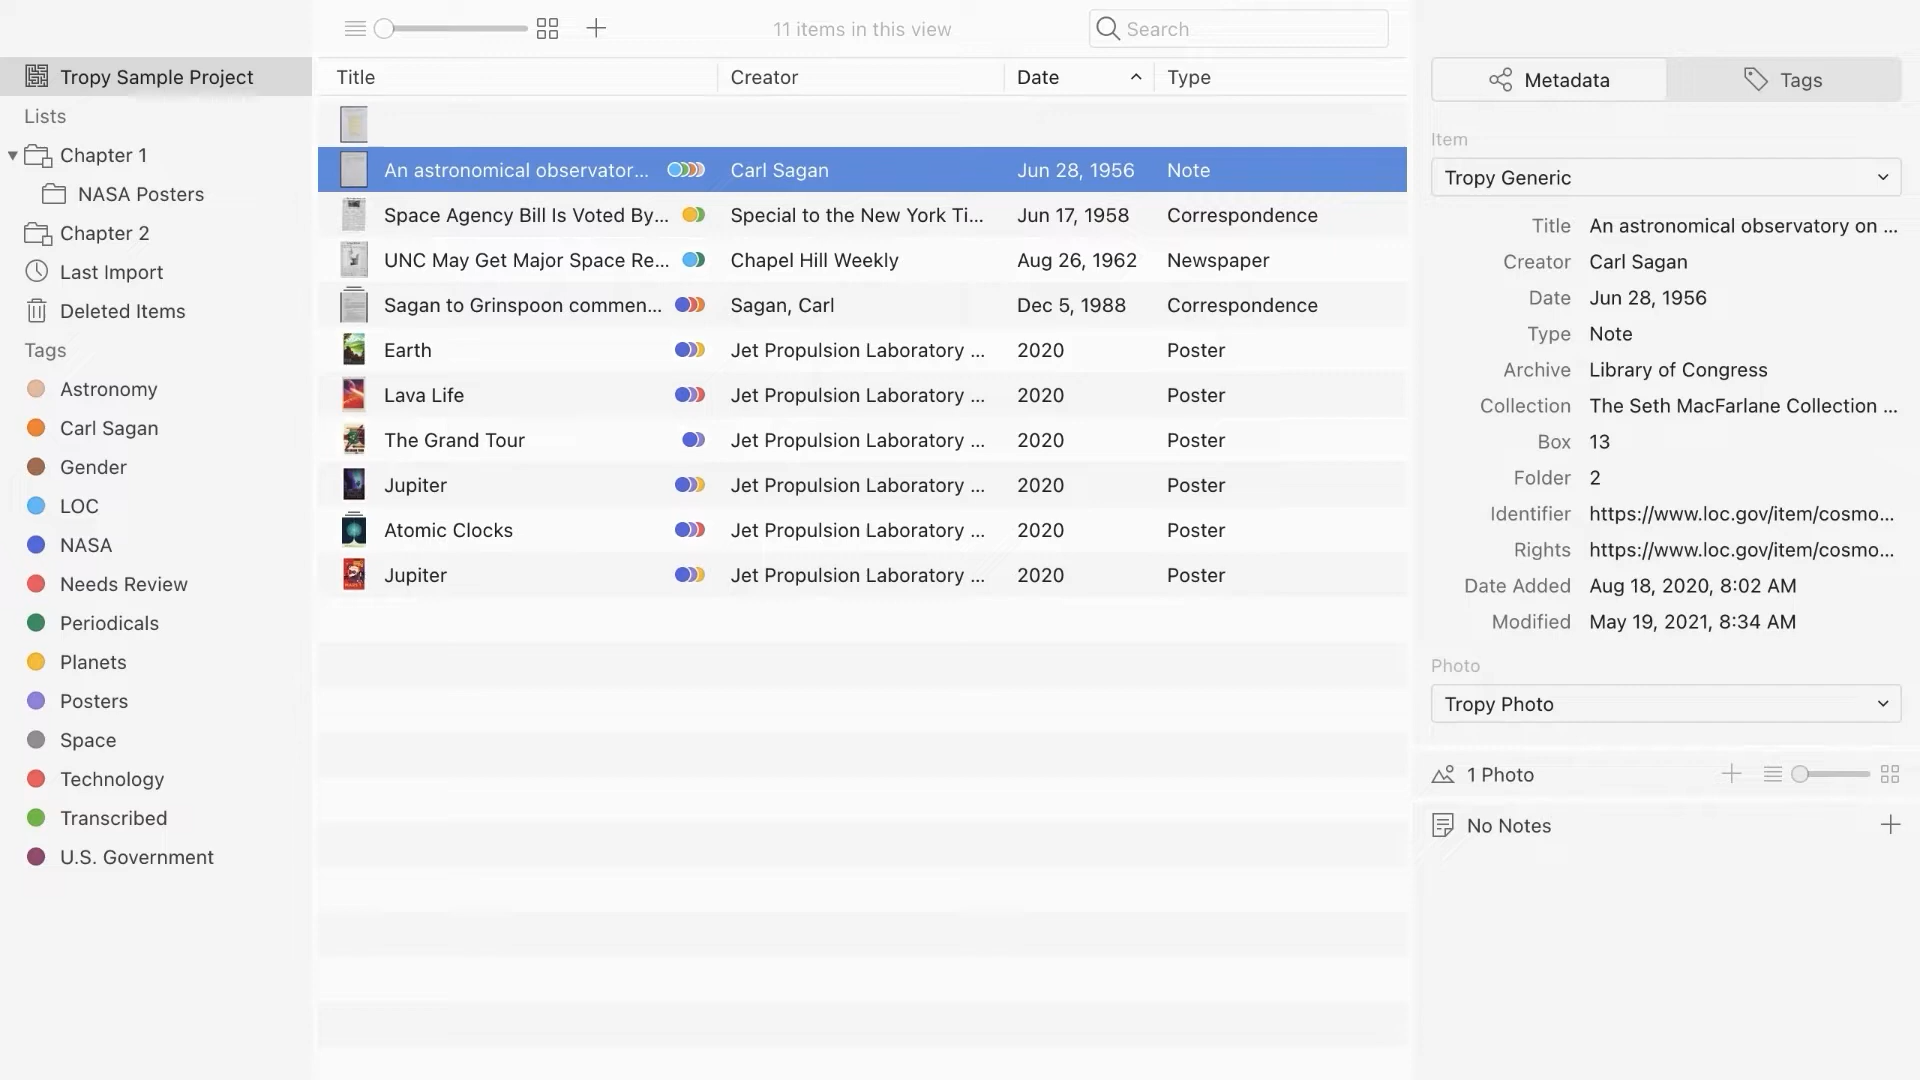 11 items in this view
Search
Tropy Sample Project
Lists
Chapter 1
NASA Posters
Chapter 2
Last Import
Deleted Items
Tags
Astronomy
Carl Sagan
Gender
LOC
NASA
Needs Review
Periodicals
Planets
Posters
Space
Technology
Transcribed
U.S. Government
Title Creator Date Type
An astronomical observator... Carl Sagan Jun 28, 1956 Note
Space Agency Bill Is Voted By... Special to the New York Ti... Jun 17, 1958 Correspondence
UNC May Get Major Space Re... Chapel Hill Weekly Aug 26, 1962 Newspaper
Sagan to Grinspoon commen... Sagan, Carl Dec 5, 1988 Correspondence
Earth Jet Propulsion Laboratory ... 2020 Poster
Lava Life Jet Propulsion Laboratory ... 2020 Poster
The Grand Tour Jet Propulsion Laboratory ... 2020 Poster
Jupiter Jet Propulsion Laboratory ... 2020 Poster
Atomic Clocks Jet Propulsion Laboratory ... 2020 Poster
Jupiter Jet Propulsion Laboratory ... 2020 Poster
Metadata Tags
Item
Tropy Generic
Title An astronomical observatory on ...
Creator Carl Sagan
Date Jun 28, 1956
Type Note
Archive Library of Congress
Collection The Seth MacFarlane Collection ...
Box 13
Folder 2
Identifier https://www.loc.gov/item/cosmo...
Rights https://www.loc.gov/item/cosmo...
Date Added Aug 18, 2020, 8:02 AM
Modified May 19, 2021, 8:34 AM
Photo
Tropy Photo
1 Photo
No Notes